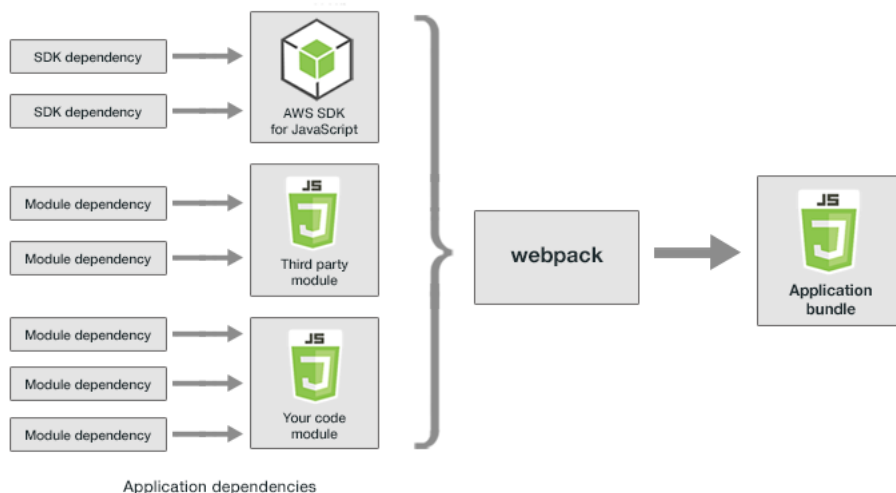 SDK dependency
SDK dependency
AWS SDK
for JavaScript
Module dependency
Module dependency
JS
Third party
module
Module dependency
Module dependency
Module dependency
JS
Your code
module
webpack
JS
Application
bundle
Application dependencies